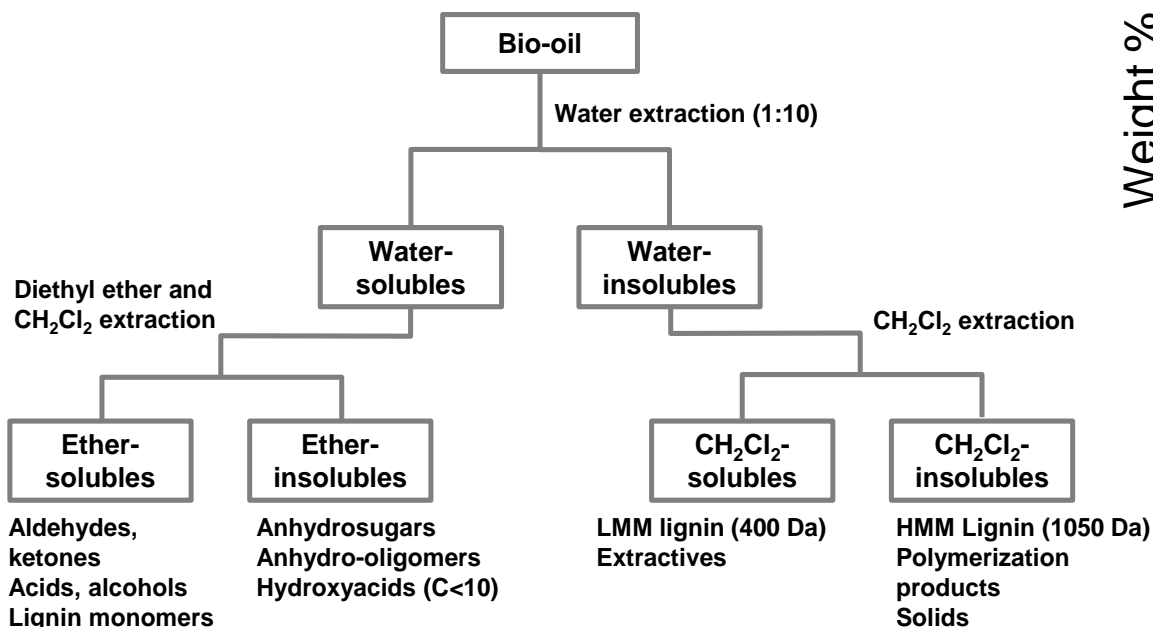 Bio-oil
Weight %
Water extraction (1:10)
Water-
solubles
Water-
insolubles
Diethyl ether and
CH₂Cl₂ extraction
CH₂Cl₂ extraction
Ether-
solubles
Ether-
insolubles
CH₂Cl₂-
solubles
CH₂Cl₂-
insolubles
Aldehydes,
ketones
Acids, alcohols
Lignin monomers
Anhydrosugars
Anhydro-oligomers
Hydroxyacids (C<10)
LMM lignin (400 Da)
Extractives
HMM Lignin (1050 Da)
Polymerization
products
Solids